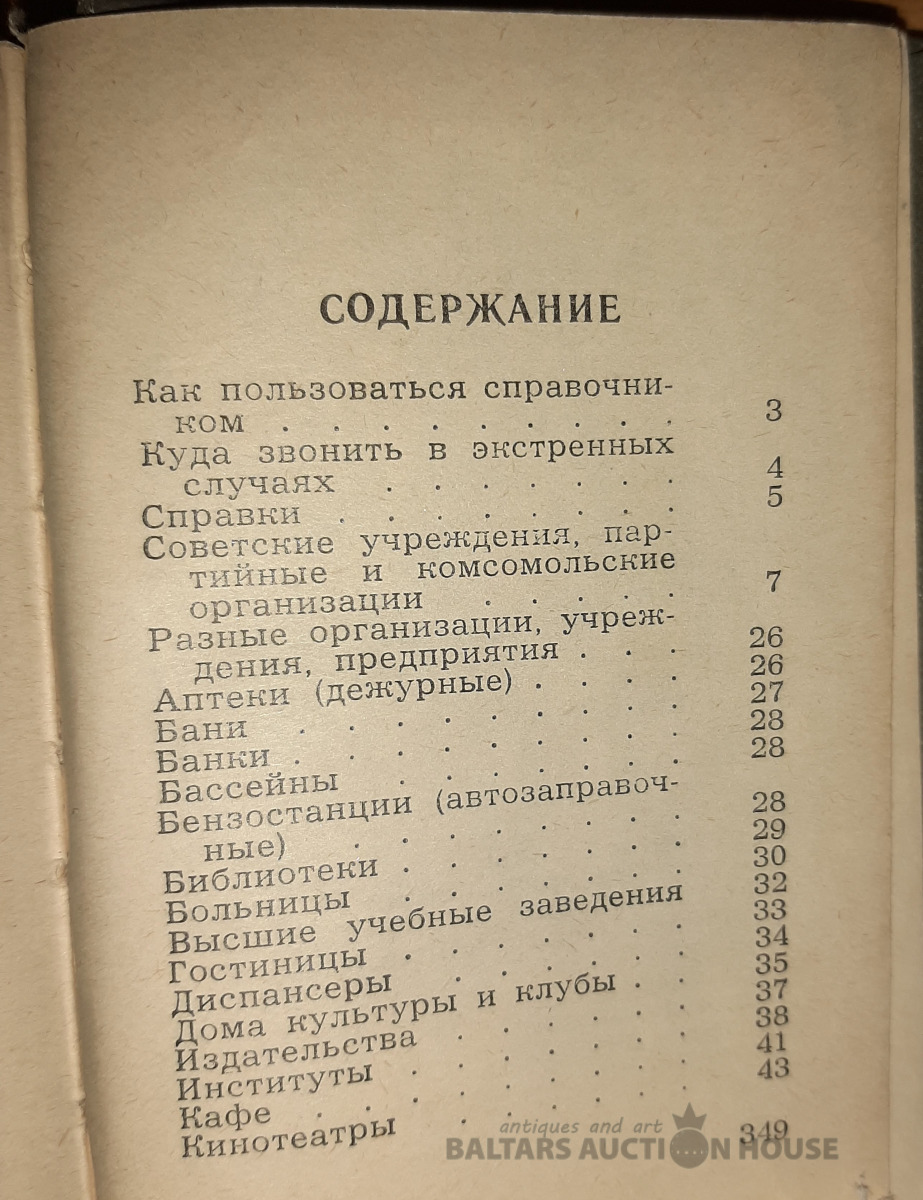 СОДЕРЖАНИЕ
Как пользоваться справочни-
ком . . . . . . . . . 3
Куда звонить в экстренных
случаях . . . . . . . 4
Справки . . . . . . . . 5
Советские учреждения, пар-
тийные и комсомольские
организации . . . . . 7
Разные организации, учреж-
дения, предприятия . . . 26
Аптеки (дежурные) . . . . 26
Бани . . . . . . . . . 27
Банки . . . . . . . . . 28
Бассейны . . . . . . . 28
Бензостанции (автозаправоч-
ные) . . . . . . . . 28
Библиотеки . . . . . . . 29
Больницы . . . . . . . 30
Высшие учебные заведения 32
Гостиницы . . . . . . . 33
Диспансеры . . . . . . 34
Дома культуры и клубы . . 35
Издательства . . . . . . 37
Институты . . . . . . . 38
Кафе . . . . . . . . . 41
Кинотеатры . . . . . . 43
349
antiques and art
BALTARS AUCTION HOUSE